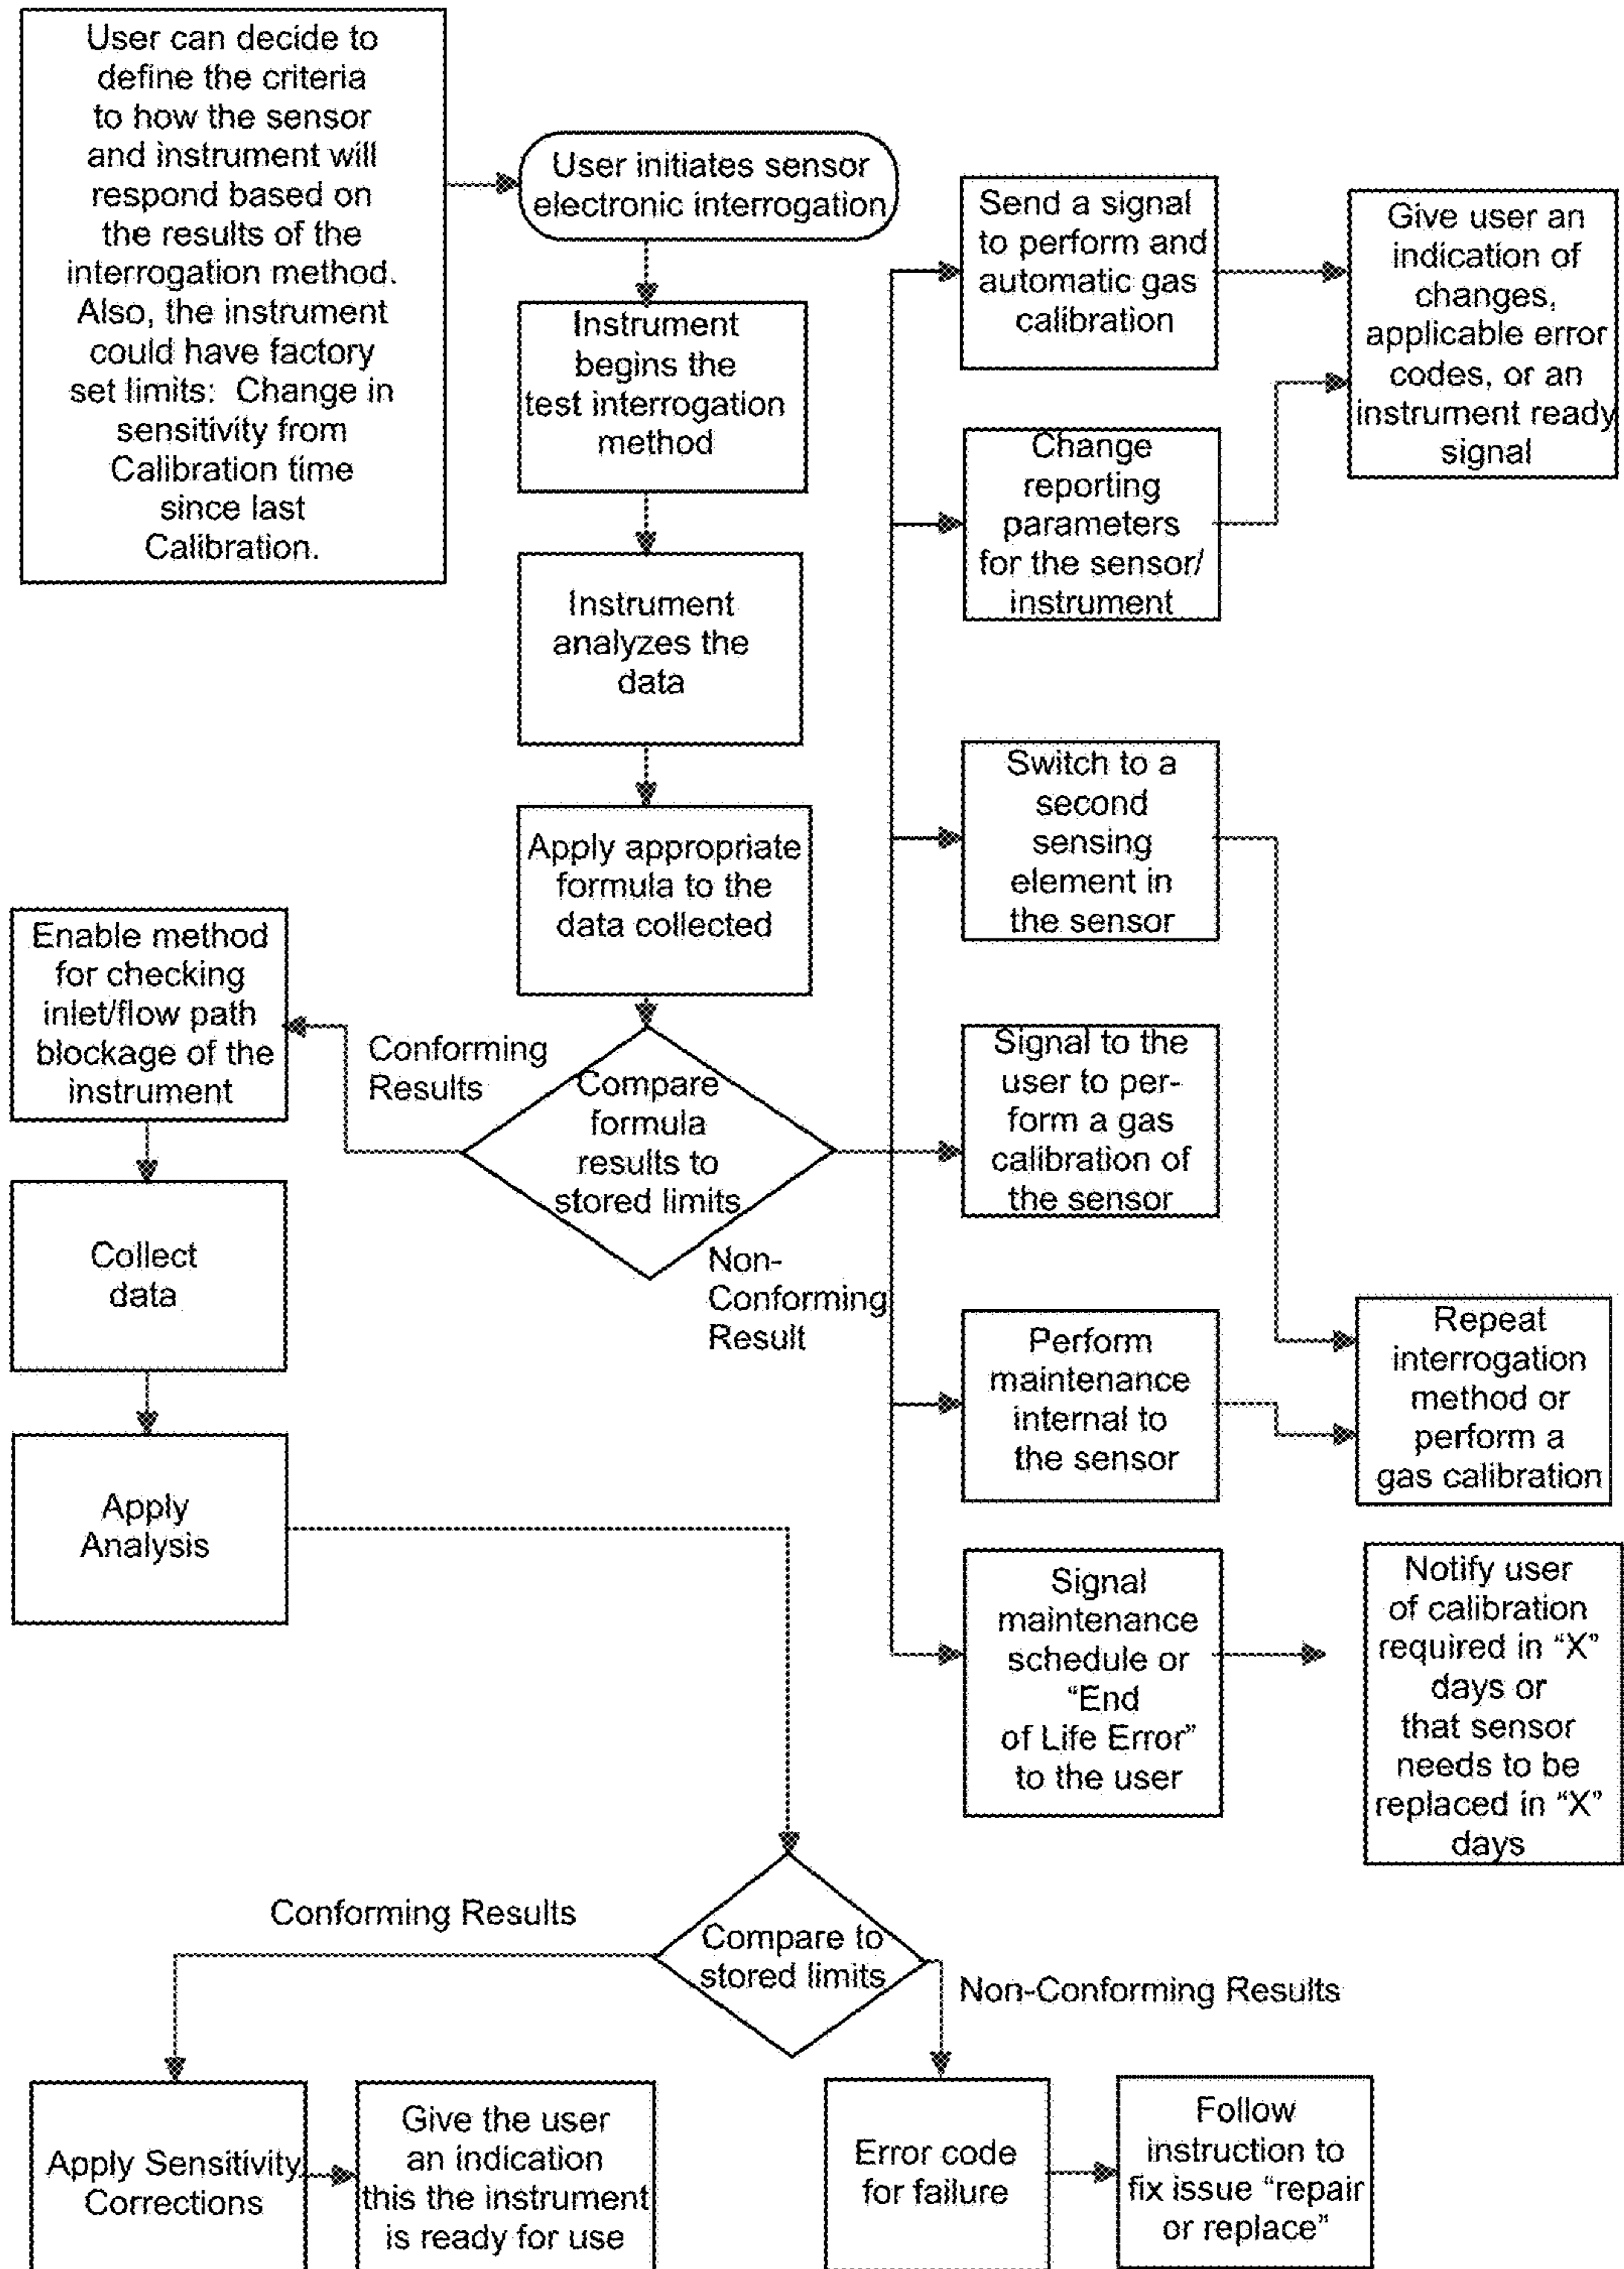 User can decide to
define the criteria
to how the sensor
and instrument will
respond based on
the results of the
interrogation method.
Also, the instrument
could have factory
set limits:  Change in
sensitivity from
Calibration time
since last
Calibration.
User initiates sensor
electronic interrogation
Instrument
begins the
test interrogation
method
Instrument
analyzes the
data
Apply appropriate
formula to the
data collected
Compare
formula
results to
stored limits
Conforming
Results
Non-
Conforming
Result
Send a signal
to perform and
automatic gas
calibration
Give user an
indication of
changes,
applicable error
codes, or an
instrument ready
signal
Change
reporting
parameters
for the sensor/
instrument
Switch to a
second
sensing
element in
the sensor
Signal to the
user to per-
form a gas
calibration of
the sensor
Perform
maintenance
internal to
the sensor
Repeat
interrogation
method or
perform a
gas calibration
Signal
maintenance
schedule or
“End
of Life Error”
to the user
Notify user
of calibration
required in “X”
days or
that sensor
needs to be
replaced in “X”
days
Enable method
for checking
inlet/flow path
blockage of the
instrument
Collect
data
Apply
Analysis
Compare to
stored limits
Conforming Results
Non-Conforming Results
Apply Sensitivity
Corrections
Give the user
an indication
this the instrument
is ready for use
Error code
for failure
Follow
instruction to
fix issue “repair
or replace”